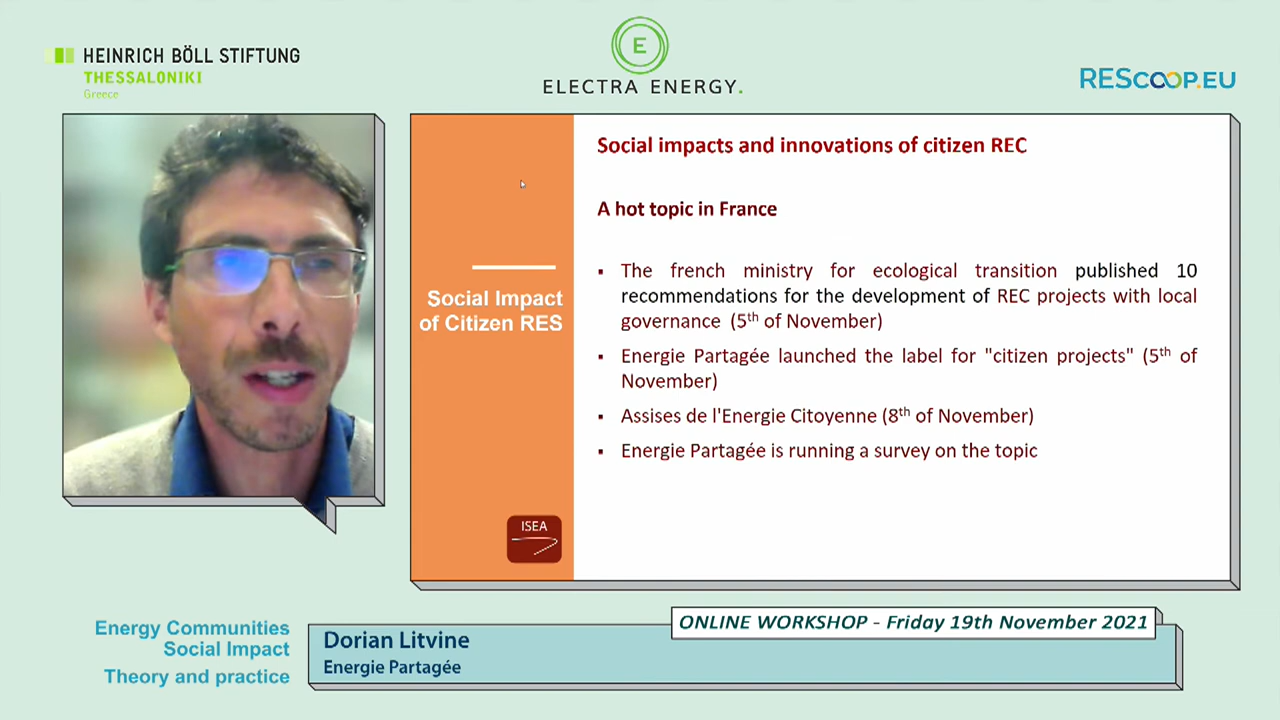 HEINRICH BÖLL STIFTUNG
THESSALONIKI
Greece
E
ELECTRA ENERGY.
REScoop.EU
Social Impact
of Citizen RES
ISEA
Social impacts and innovations of citizen REC
A hot topic in France
▪ The french ministry for ecological transition published 10
recommendations for the development of REC projects with local
governance (5th of November)
▪ Energie Partagée launched the label for "citizen projects" (5th of
November)
▪ Assises de l'Energie Citoyenne (8th of November)
▪ Energie Partagée is running a survey on the topic
ONLINE WORKSHOP - Friday 19th November 2021
Energy Communities
Social Impact
Theory and practice
Dorian Litvine
Energie Partagée